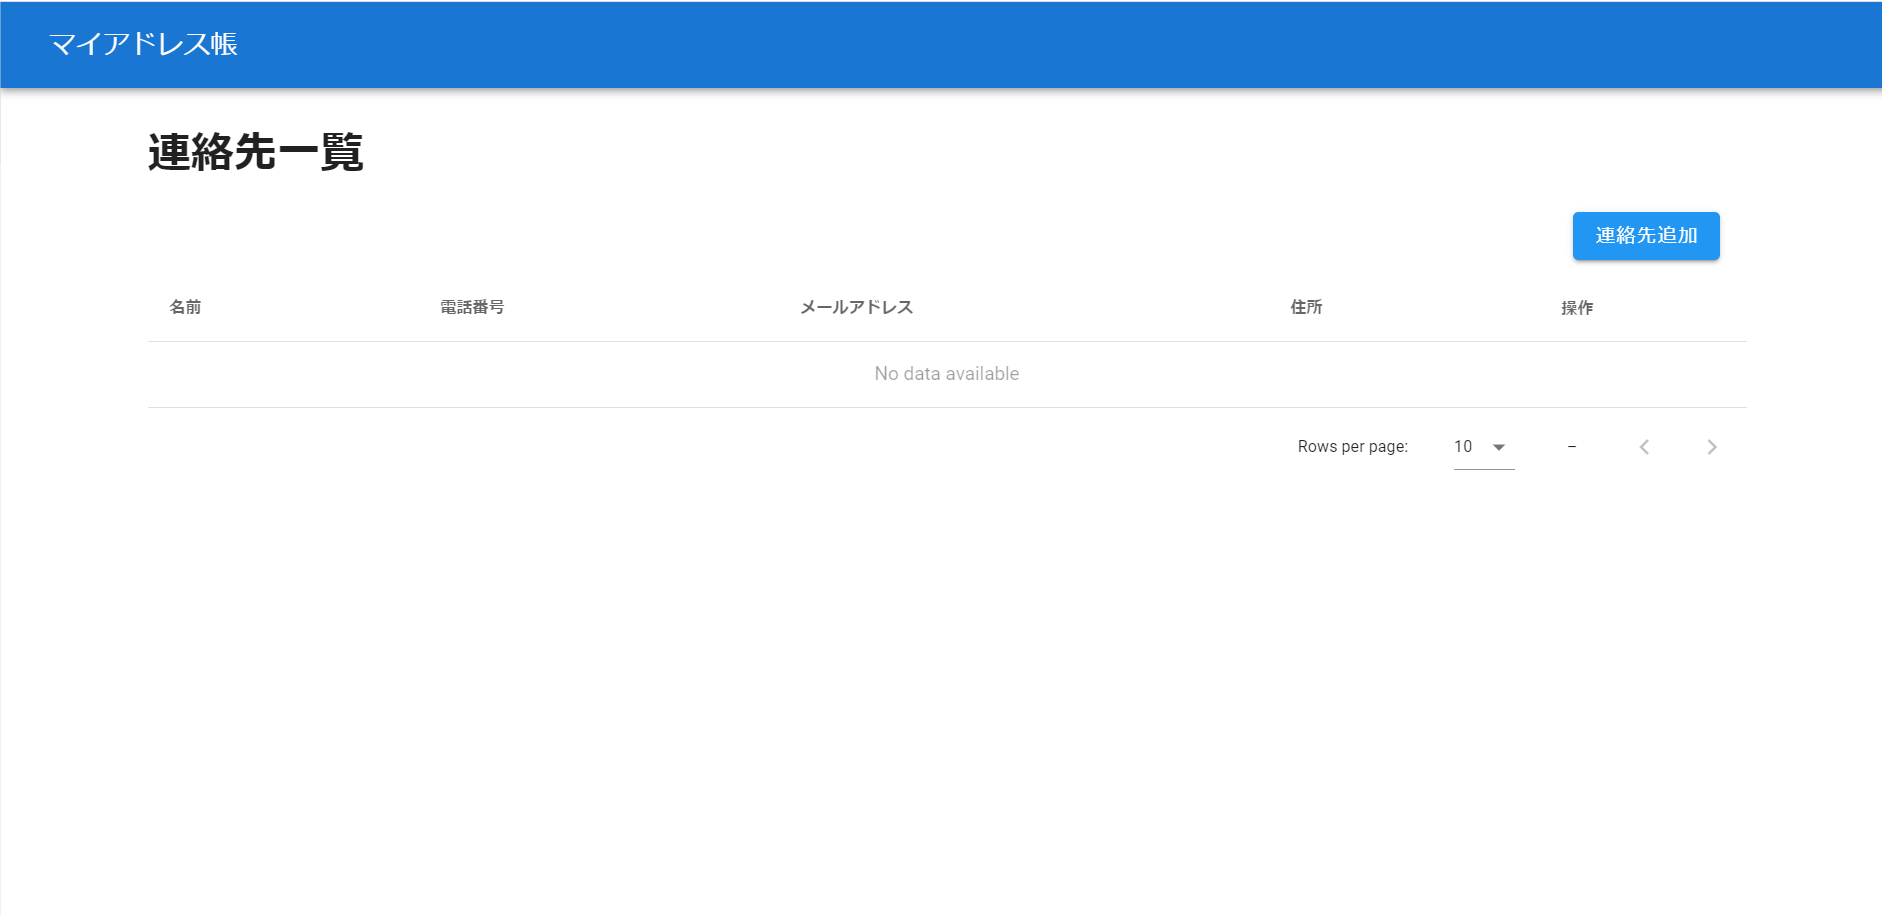 マイアドレス帳
連絡先一覧
連絡先追加
名前 電話番号 メールアドレス 住所 操作
No data available
Rows per page: 10 –